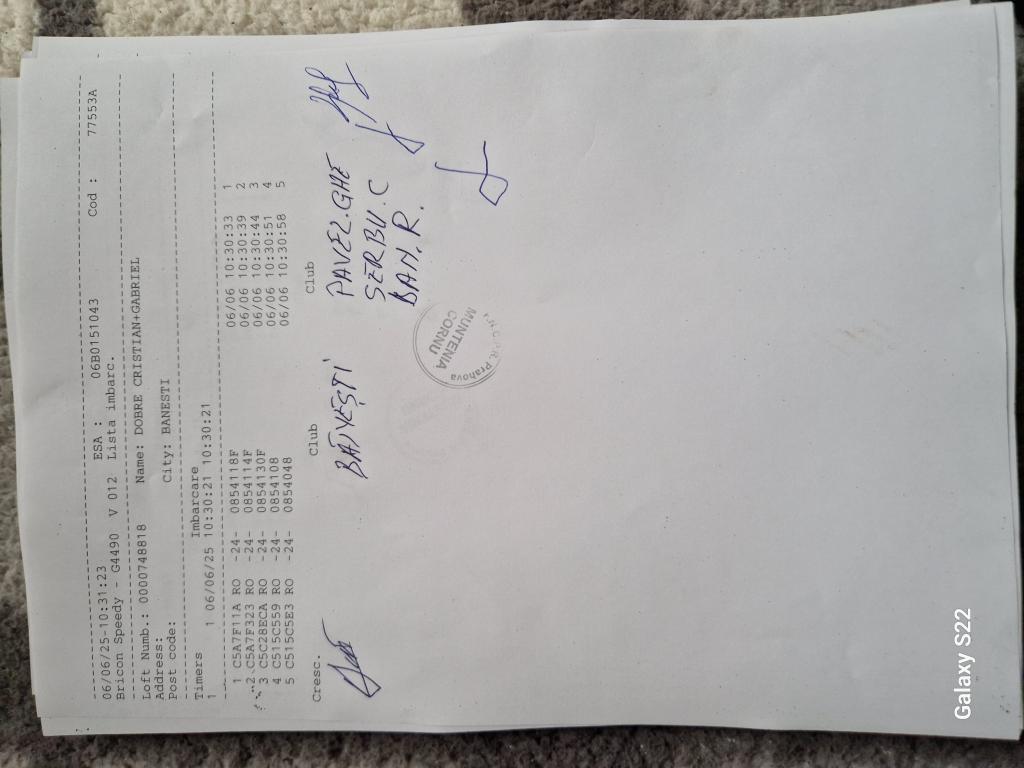 06/06/25-10:31:23 ESA : 06B0151043 Cod : 77553A
Bricon Speedy - G4490 V 012 Lista imbarc.
Loft Numb.: 0000748818 Name: DOBRE CRISTIAN+GABRIEL
Address:
Post code: City: BANESTI
Timers Imbarcare
1 1 06/06/25 10:30:21 10:30:21
1 C5A7F11A RO -24- 0854118F 06/06 10:30:33 1
2 C5A7F323 RO -24- 0854114F 06/06 10:30:39 2
3 C5C28ECA RO -24- 0854130F 06/06 10:30:44 3
4 C515C559 RO -24- 0854108 06/06 10:30:51 4
5 C515C5E3 RO -24- 0854048 06/06 10:30:58 5
Cresc. Club Club
PAVEL.GHE
SERBU.C
BAN.R.
Prahova
MUNTENIA
CORNU
Galaxy S22